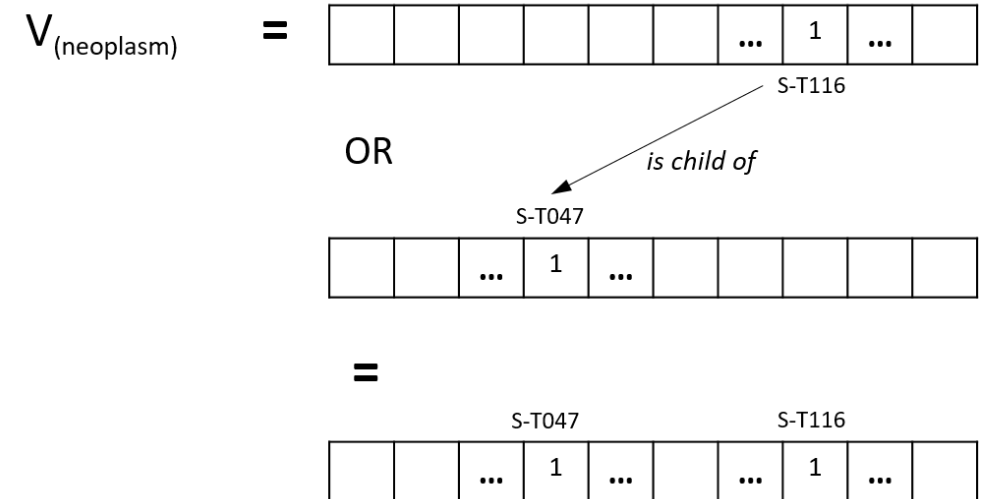 V(neoplasm) =
... 1 ...
S-T116
OR
is child of
S-T047
... 1 ...
=
S-T047 S-T116
... 1 ... ... 1 ...